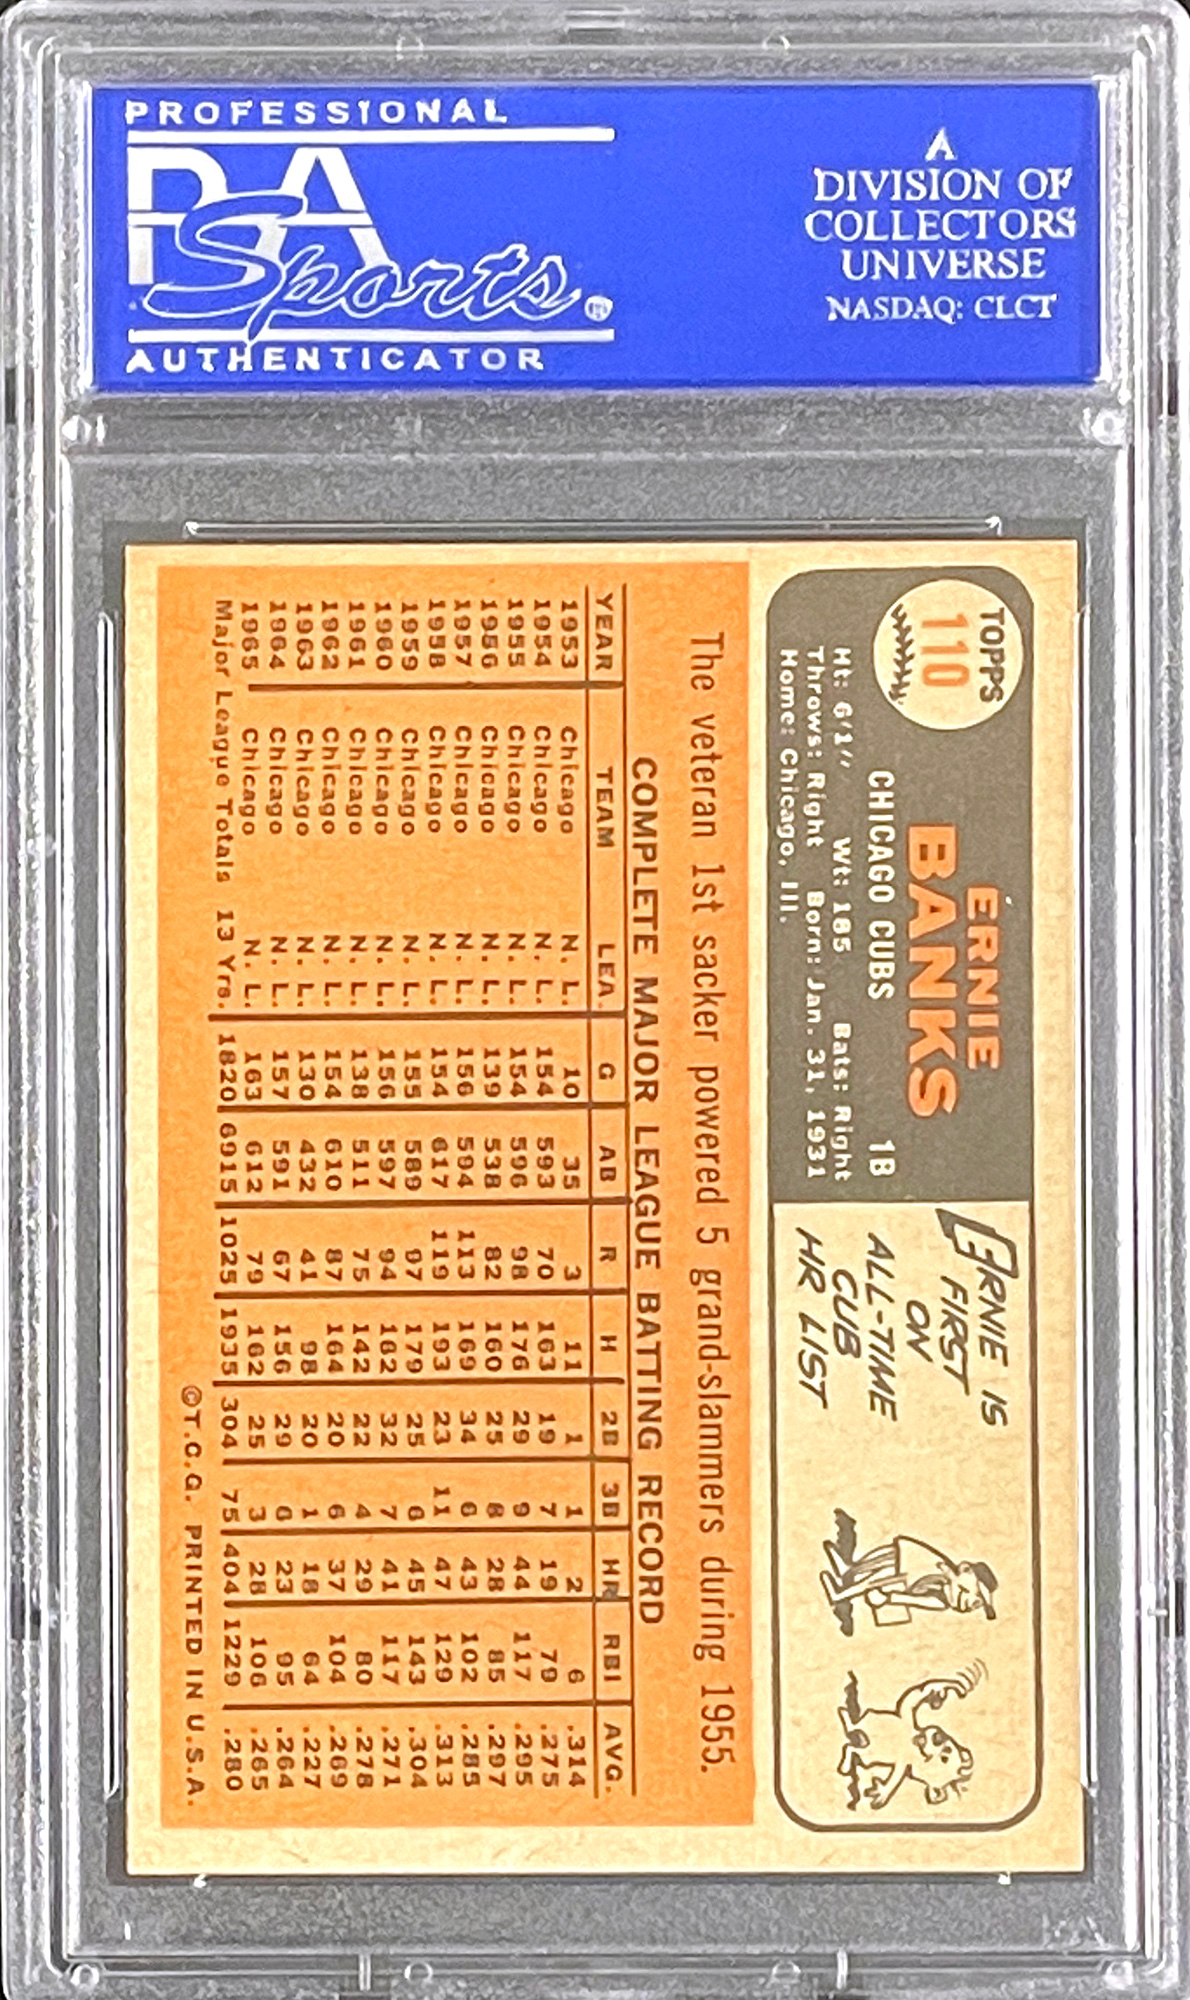 PROFESSIONAL
PSA
Sports®
AUTHENTICATOR
A
DIVISION OF
COLLECTORS
UNIVERSE
NASDAQ: CLCT
TOPPS
110
ERNIE
BANKS
CHICAGO CUBS 1B
Ht: 6'1" Wt: 185 Bats: Right
Throws: Right Born: Jan. 31, 1931
Home: Chicago, Ill.
ERNIE IS
FIRST
ON
ALL-TIME
CUB
HR LIST
The veteran 1st sacker powered 5 grand-slammers during 1955.
COMPLETE MAJOR LEAGUE BATTING RECORD
YEAR TEAM LEA. G AB R H 2B 3B HR RBI AVG.
1953 Chicago N. L. 10 35 3 11 1 1 2 6 .314
1954 Chicago N. L. 154 593 70 163 19 7 19 79 .275
1955 Chicago N. L. 154 596 98 176 29 9 44 117 .295
1956 Chicago N. L. 139 538 82 160 25 8 28 85 .297
1957 Chicago N. L. 156 594 113 169 34 6 43 102 .285
1958 Chicago N. L. 154 617 119 193 23 11 47 129 .313
1959 Chicago N. L. 155 589 97 179 25 6 45 143 .304
1960 Chicago N. L. 156 597 94 162 32 7 41 117 .271
1961 Chicago N. L. 138 511 75 142 22 4 29 80 .278
1962 Chicago N. L. 154 610 87 164 20 6 37 104 .269
1963 Chicago N. L. 130 432 41 98 20 1 18 64 .227
1964 Chicago N. L. 157 591 67 156 29 6 23 95 .264
1965 Chicago N. L. 163 612 79 162 25 3 28 106 .265
Major League Totals 13 Yrs. 1820 6915 1025 1935 304 75 404 1229 .280
©T.C.G. PRINTED IN U.S.A.